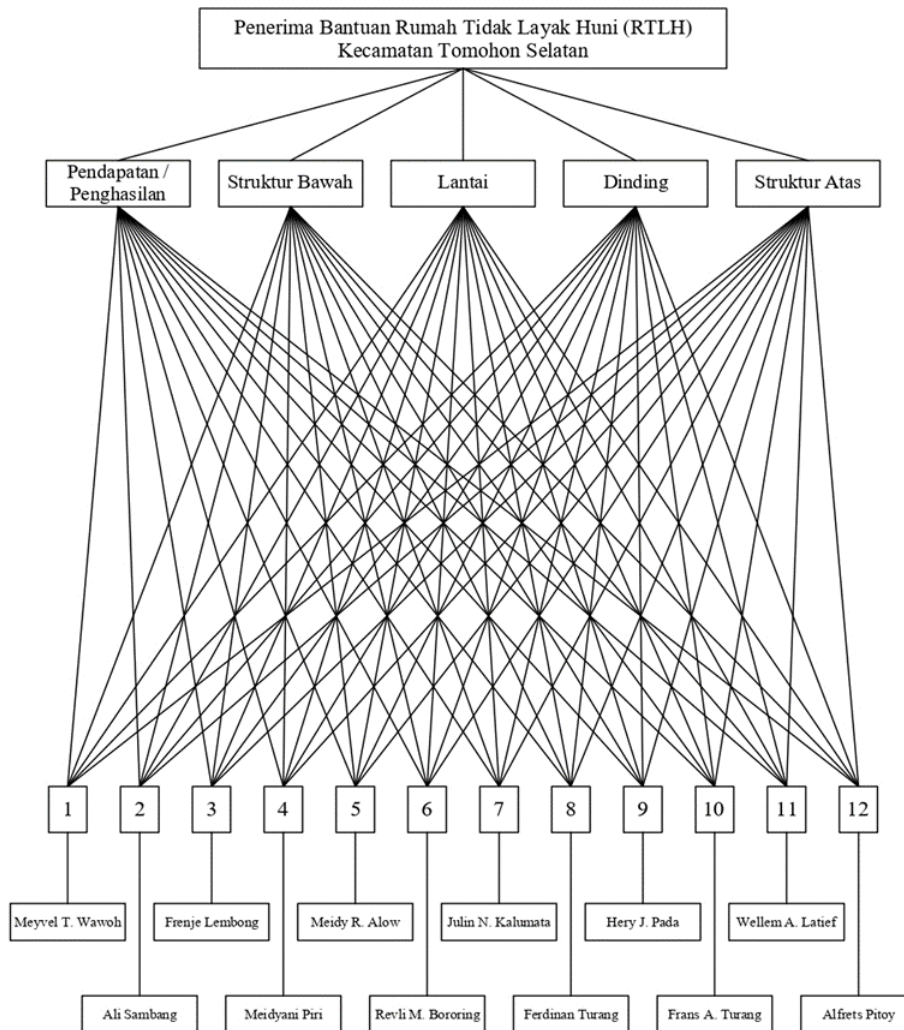 Penerima Bantuan Rumah Tidak Layak Huni (RTLH)
Kecamatan Tomohon Selatan
Pendapatan /
Penghasilan
Struktur Bawah
Lantai
Dinding
Struktur Atas
1
2
3
4
5
6
7
8
9
10
11
12
Meyvel T. Wawoh
Frenje Lembong
Meidy R. Alow
Julin N. Kalumata
Hery J. Pada
Wellem A. Latief
Ali Sambang
Meidyani Piri
Revli M. Bororing
Ferdinan Turang
Frans A. Turang
Alfrets Pitoy